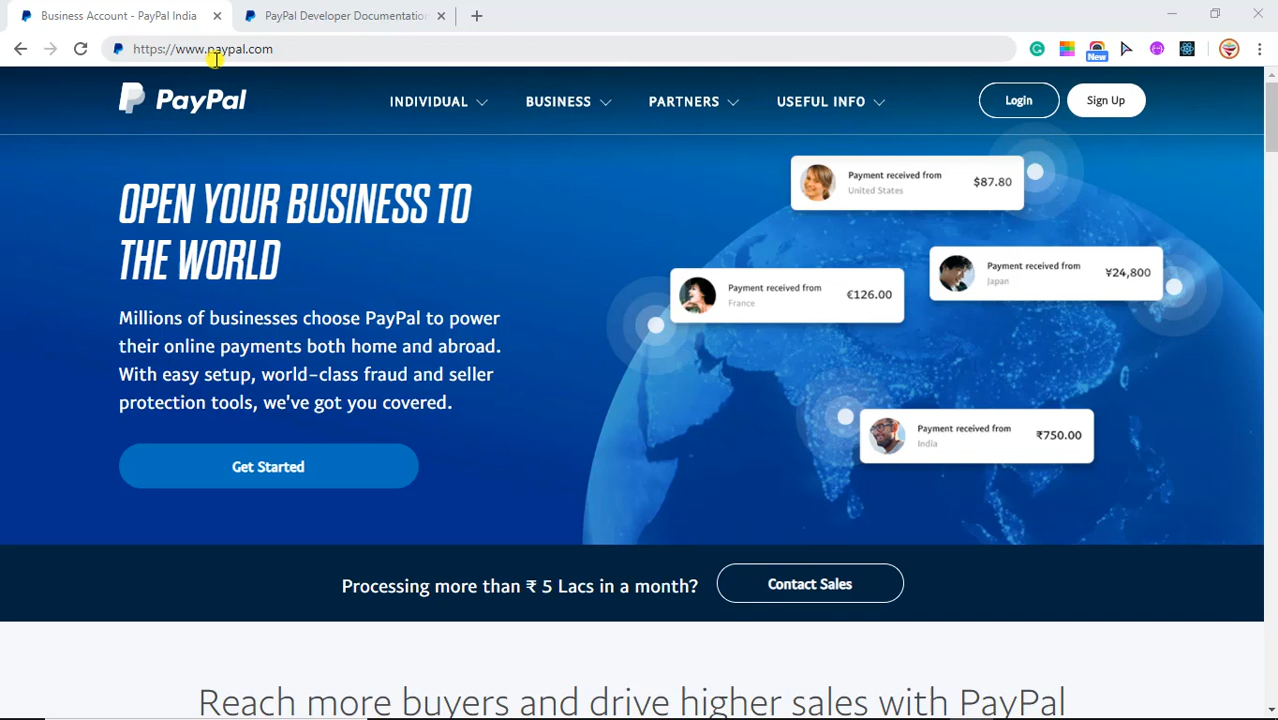 Business Account - PayPal India
PayPal Developer Documentation
https://www.paypal.com
New
PayPal
INDIVIDUAL
BUSINESS
PARTNERS
USEFUL INFO
Login
Sign Up
OPEN YOUR BUSINESS TO
THE WORLD
Millions of businesses choose PayPal to power
their online payments both home and abroad.
With easy setup, world-class fraud and seller
protection tools, we've got you covered.
Get Started
Payment received from
United States
$87.80
Payment received from
Japan
¥24,800
Payment received from
France
€126.00
Payment received from
India
₹750.00
Processing more than ₹ 5 Lacs in a month?
Contact Sales
Reach more buyers and drive higher sales with PayPal